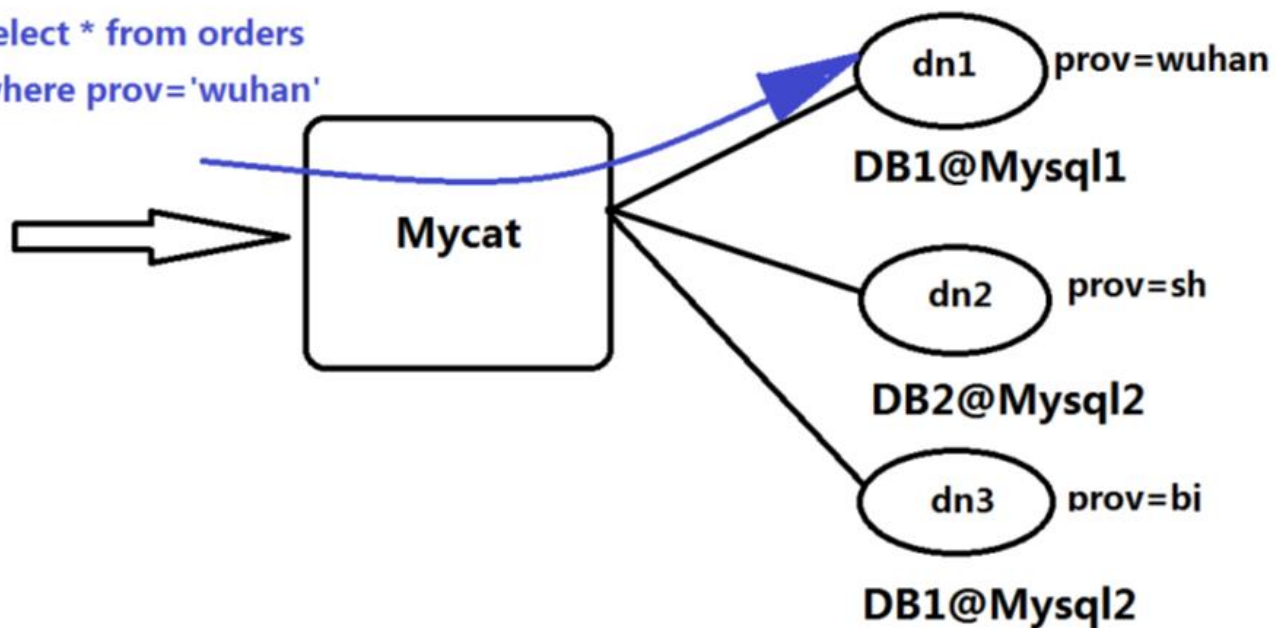 elect * from orders
where prov='wuhan'
dn1
prov=wuhan
DB1@Mysql1
Mycat
dn2
prov=sh
DB2@Mysql2
dn3
prov=bi
DB1@Mysql2